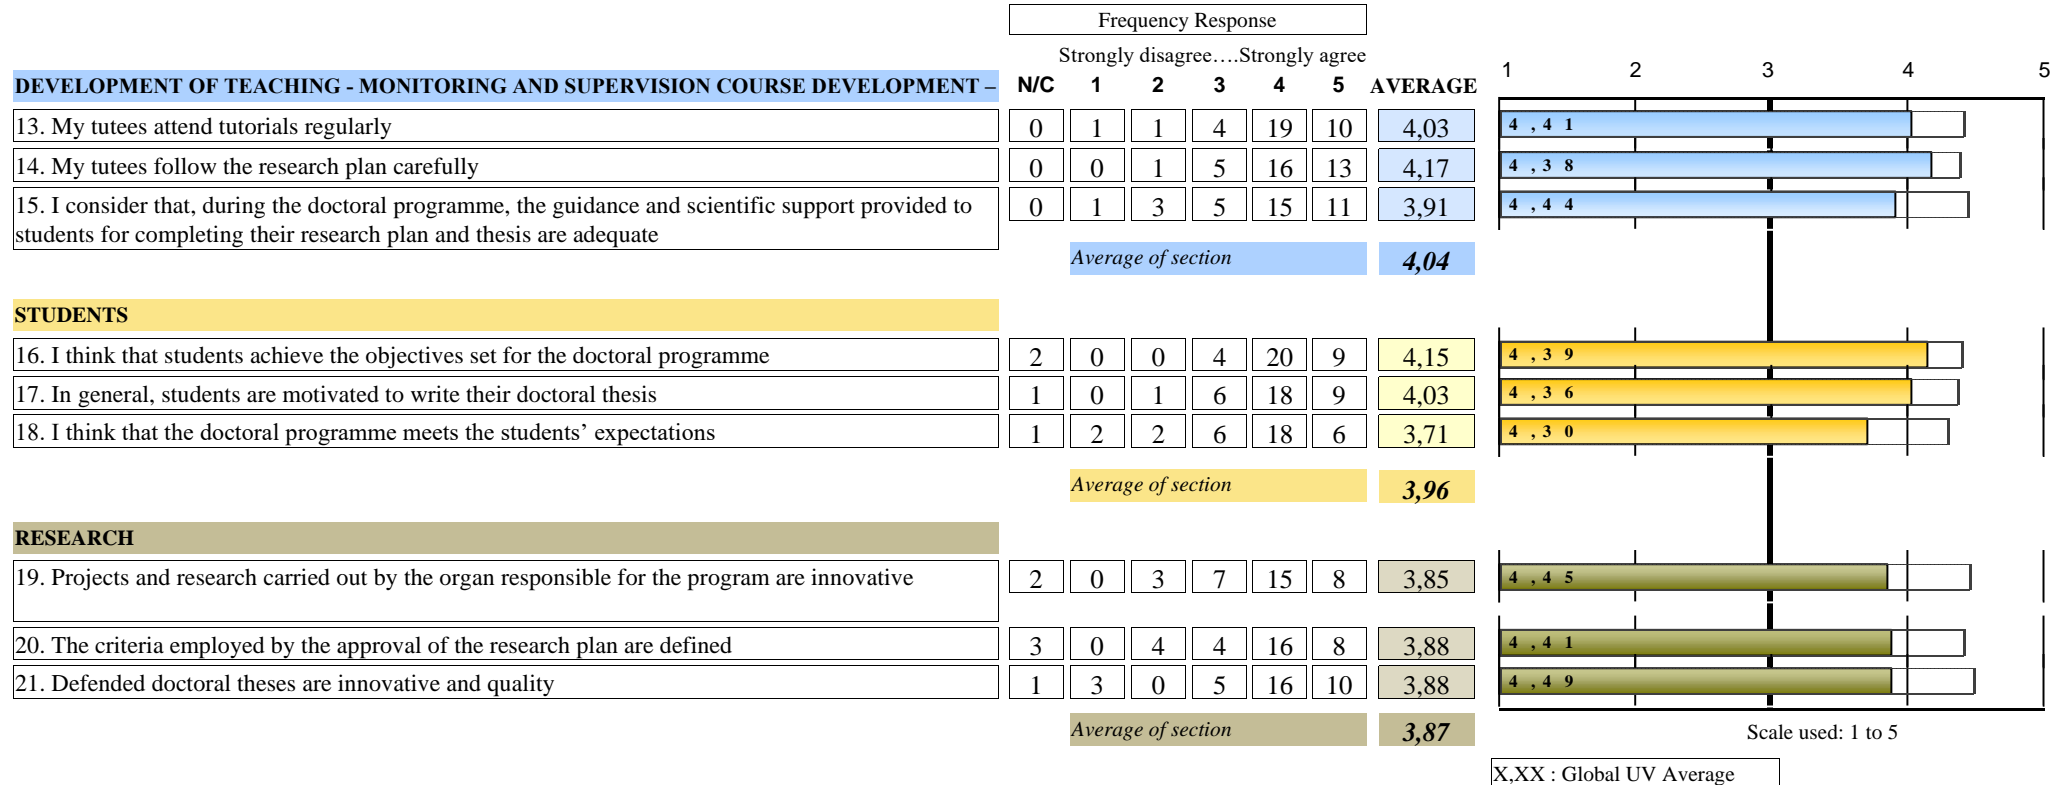 Frequency Response
Strongly disagree….Strongly agree
DEVELOPMENT OF TEACHING - MONITORING AND SUPERVISION COURSE DEVELOPMENT – N/C 1 2 3 4 5 AVERAGE 1 2 3 4 5
13. My tutees attend tutorials regularly 0 1 1 4 19 10 4,03 4,41
14. My tutees follow the research plan carefully 0 0 1 5 16 13 4,17 4,38
15. I consider that, during the doctoral programme, the guidance and scientific support provided to 0 1 3 5 15 11 3,91 4,44
students for completing their research plan and thesis are adequate
Average of section 4,04
STUDENTS
16. I think that students achieve the objectives set for the doctoral programme 2 0 0 4 20 9 4,15 4,39
17. In general, students are motivated to write their doctoral thesis 1 0 1 6 18 9 4,03 4,36
18. I think that the doctoral programme meets the students’ expectations 1 2 2 6 18 6 3,71 4,30
Average of section 3,96
RESEARCH
19. Projects and research carried out by the organ responsible for the program are innovative 2 0 3 7 15 8 3,85 4,45
20. The criteria employed by the approval of the research plan are defined 3 0 4 4 16 8 3,88 4,41
21. Defended doctoral theses are innovative and quality 1 3 0 5 16 10 3,88 4,49
Average of section 3,87
Scale used: 1 to 5
X,XX : Global UV Average